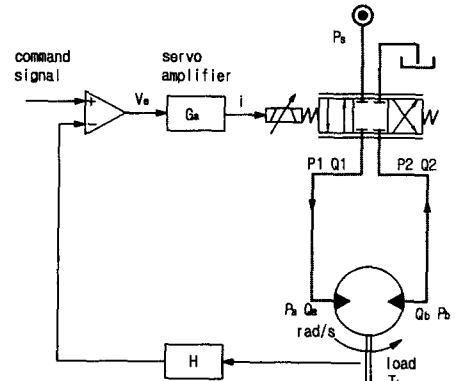 Ps
command
signal
servo
amplifier
+
-
Ve
Ga
i
P1 Q1
P2 Q2
Pa Qa
Qb Pb
rad/s
load
H